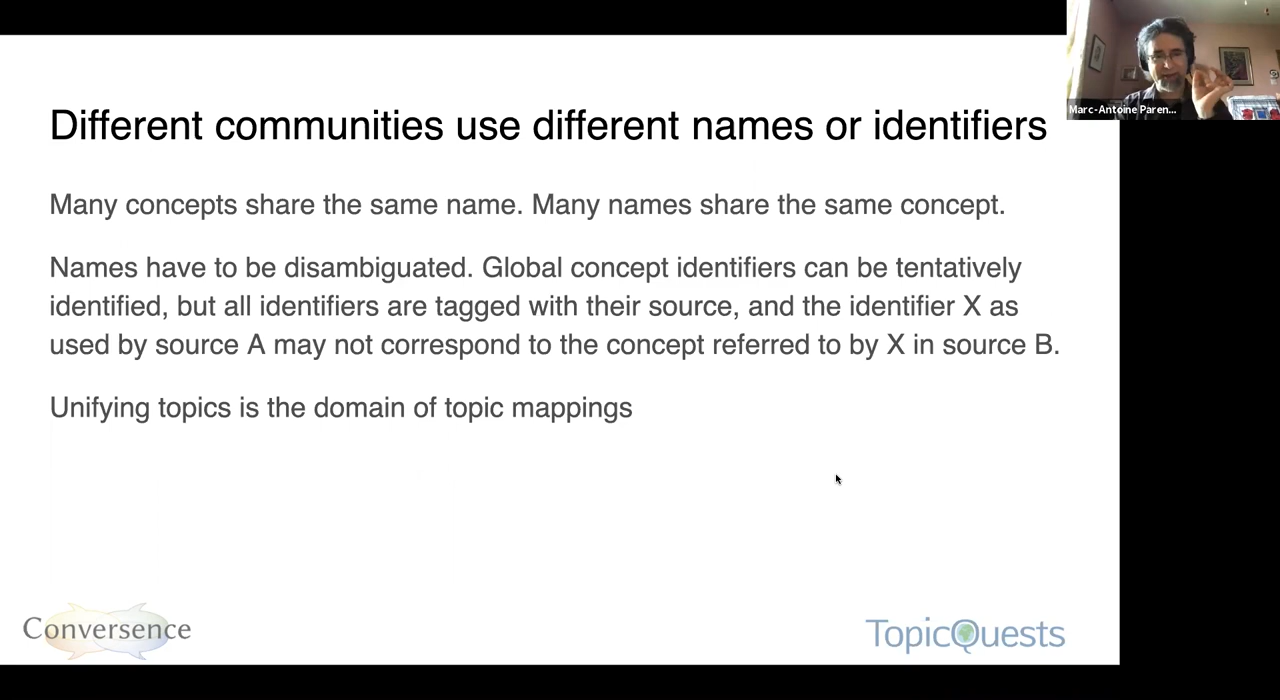 Different communities use different names or identifiers
Marc-Antoine Paren...
Many concepts share the same name. Many names share the same concept.
Names have to be disambiguated. Global concept identifiers can be tentatively
identified, but all identifiers are tagged with their source, and the identifier X as
used by source A may not correspond to the concept referred to by X in source B.
Unifying topics is the domain of topic mappings
Conversence
TopicQuests